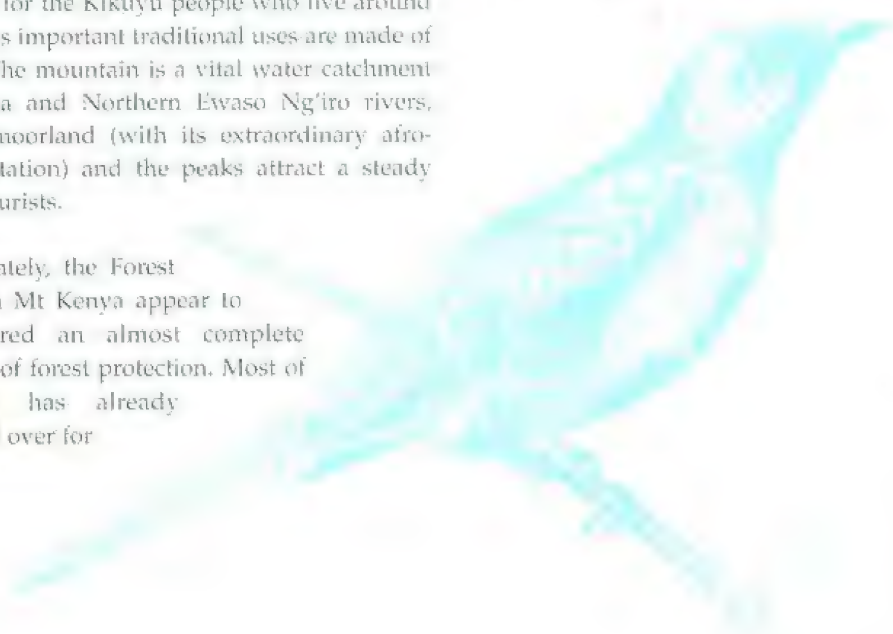 for the Kikuyu people who live around
s important traditional uses are made of
he mountain is a vital water catchment
a and Northern Ewaso Ng'iro rivers,
noorland (with its extraordinary afro-
tation) and the peaks attract a steady
urists.
ately, the Forest
Mt Kenya appear to
red an almost complete
of forest protection. Most of
has already
over for